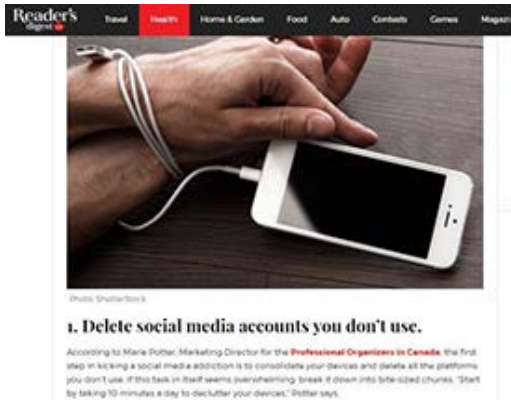 Reader's
digest
Travel Health Home & Garden Food Auto Contests Games Magazi
Photo: Shutterstock
1. Delete social media accounts you don't use.
According to Marie Potter, Marketing Director for the Professional Organizers in Canada, the first
step in kicking a social media addiction is to consolidate your devices and delete all the platforms
you don't use. If this task in itself seems overwhelming, break it down into bite-sized chunks. "Start
by taking 10 minutes a day to declutter your devices," Potter says.